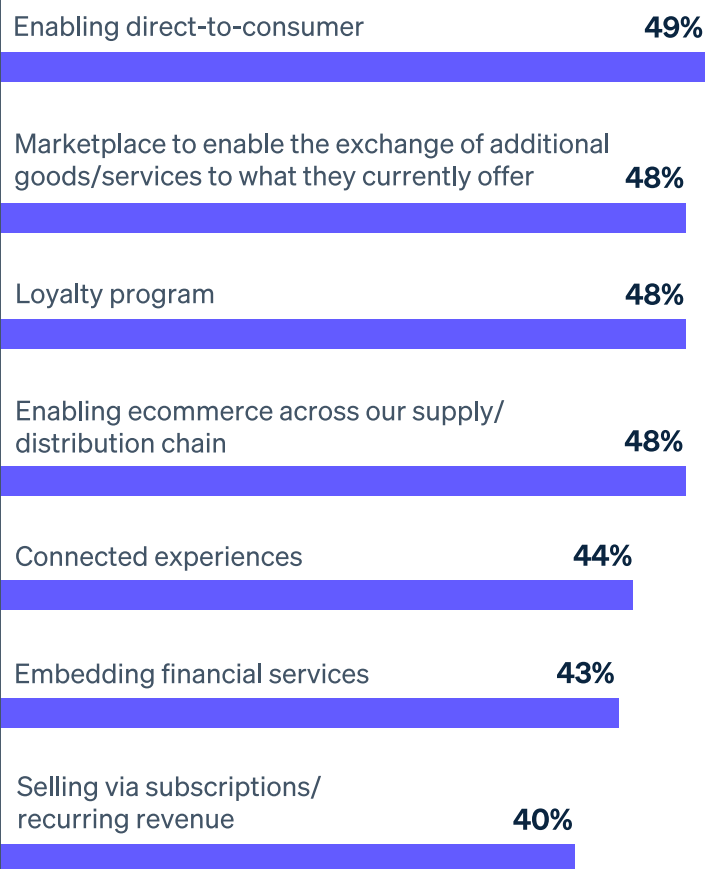 Enabling direct-to-consumer 49%
Marketplace to enable the exchange of additional
goods/services to what they currently offer 48%
Loyalty program 48%
Enabling ecommerce across our supply/
distribution chain 48%
Connected experiences 44%
Embedding financial services 43%
Selling via subscriptions/
recurring revenue 40%